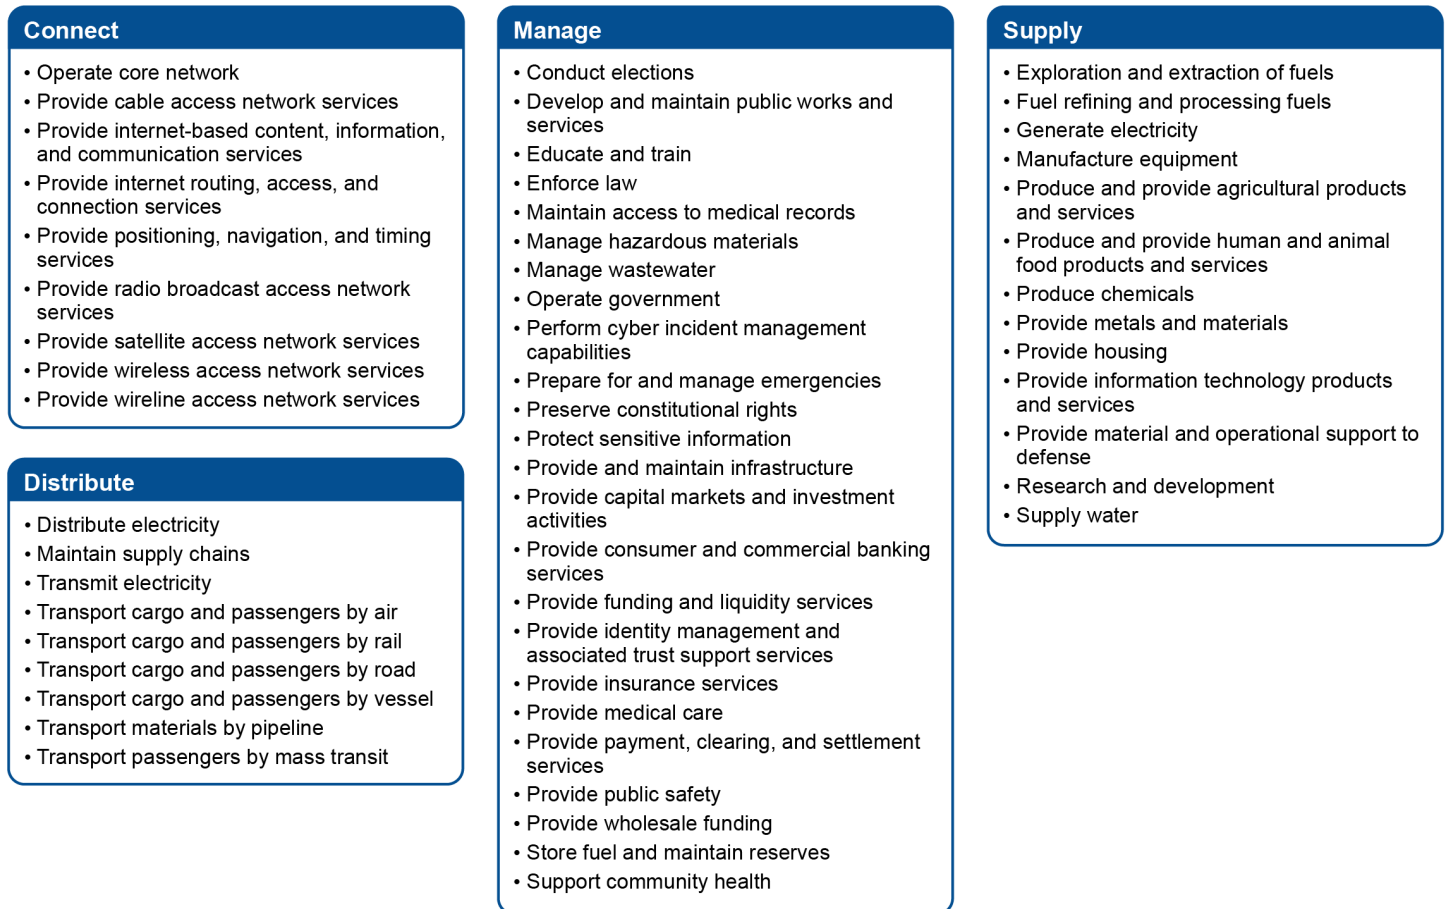 Connect
• Operate core network
• Provide cable access network services
• Provide internet-based content, information,
and communication services
• Provide internet routing, access, and
connection services
• Provide positioning, navigation, and timing
services
• Provide radio broadcast access network
services
• Provide satellite access network services
• Provide wireless access network services
• Provide wireline access network services
Distribute
• Distribute electricity
• Maintain supply chains
• Transmit electricity
• Transport cargo and passengers by air
• Transport cargo and passengers by rail
• Transport cargo and passengers by road
• Transport cargo and passengers by vessel
• Transport materials by pipeline
• Transport passengers by mass transit
Manage
• Conduct elections
• Develop and maintain public works and
services
• Educate and train
• Enforce law
• Maintain access to medical records
• Manage hazardous materials
• Manage wastewater
• Operate government
• Perform cyber incident management
capabilities
• Prepare for and manage emergencies
• Preserve constitutional rights
• Protect sensitive information
• Provide and maintain infrastructure
• Provide capital markets and investment
activities
• Provide consumer and commercial banking
services
• Provide funding and liquidity services
• Provide identity management and
associated trust support services
• Provide insurance services
• Provide medical care
• Provide payment, clearing, and settlement
services
• Provide public safety
• Provide wholesale funding
• Store fuel and maintain reserves
• Support community health
Supply
• Exploration and extraction of fuels
• Fuel refining and processing fuels
• Generate electricity
• Manufacture equipment
• Produce and provide agricultural products
and services
• Produce and provide human and animal
food products and services
• Produce chemicals
• Provide metals and materials
• Provide housing
• Provide information technology products
and services
• Provide material and operational support to
defense
• Research and development
• Supply water